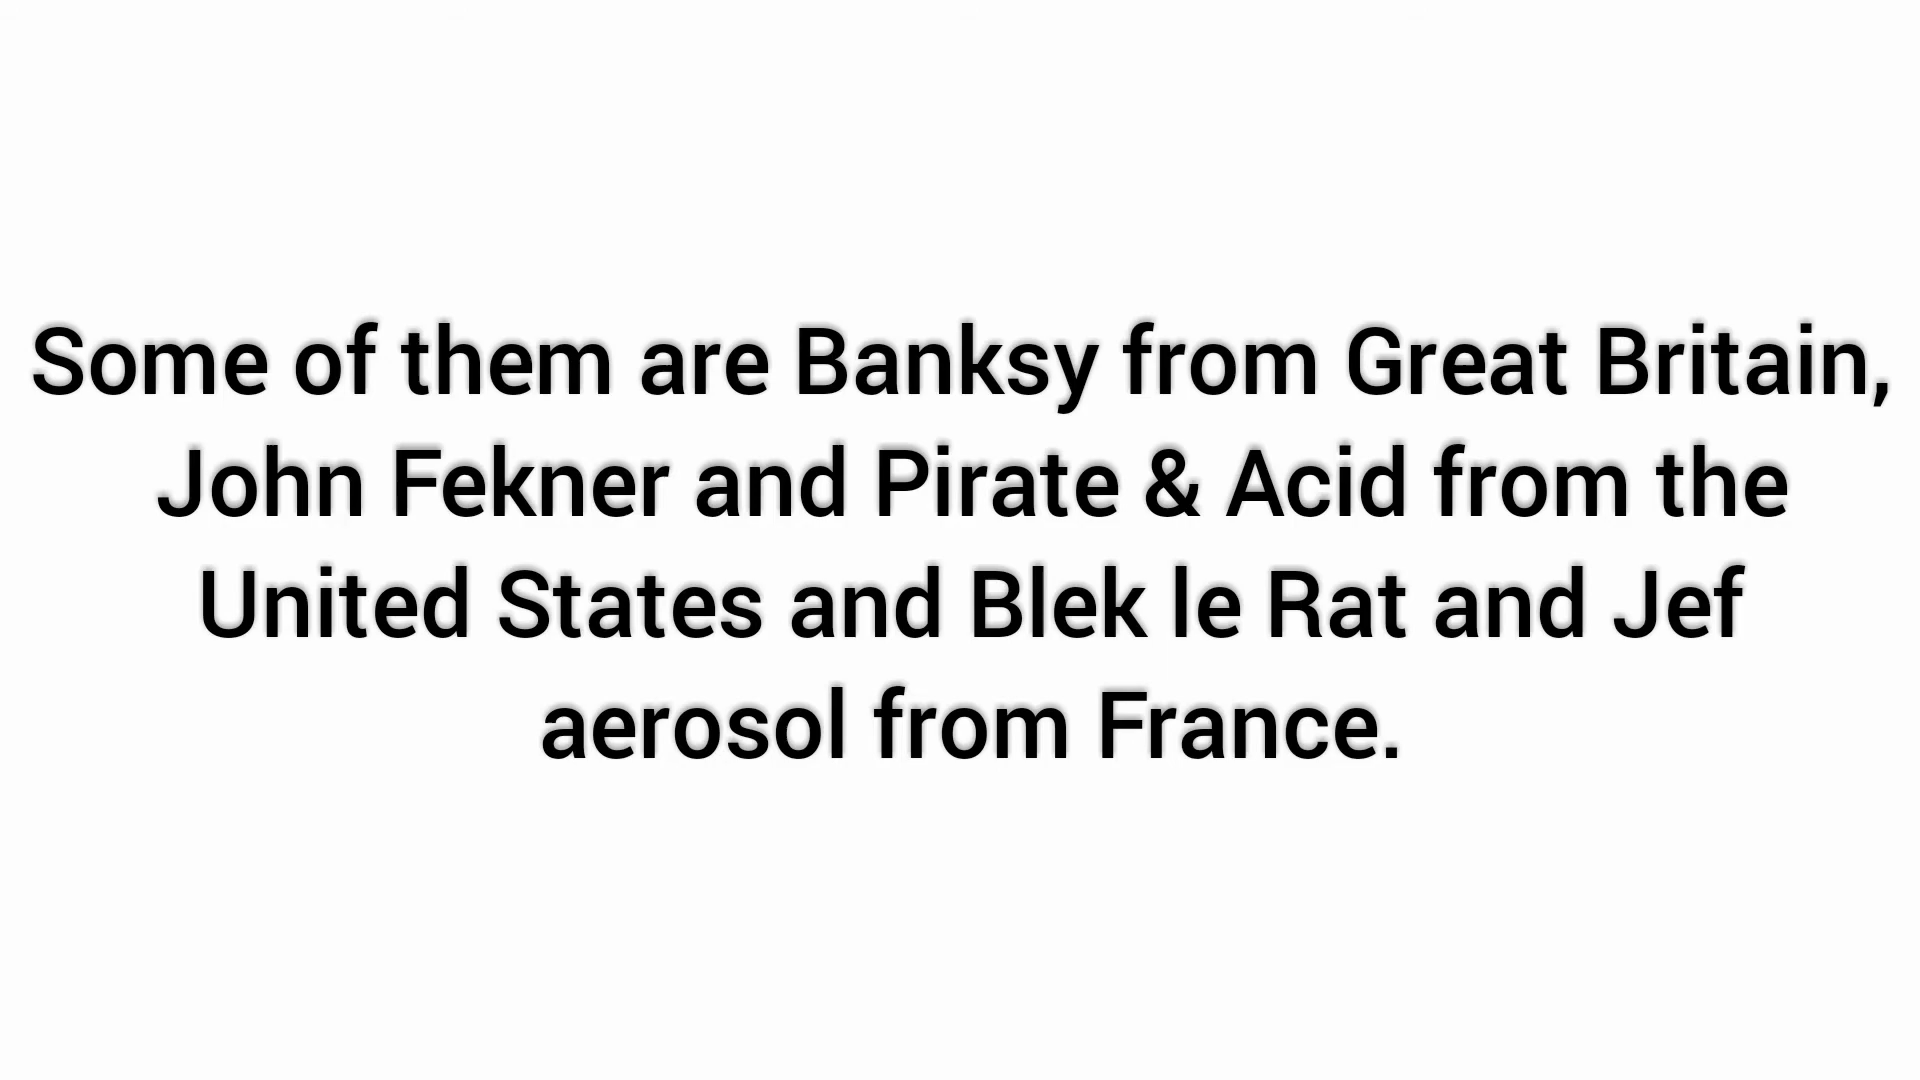 Some of them are Banksy from Great Britain,
John Fekner and Pirate & Acid from the
United States and Blek le Rat and Jef
aerosol from France.